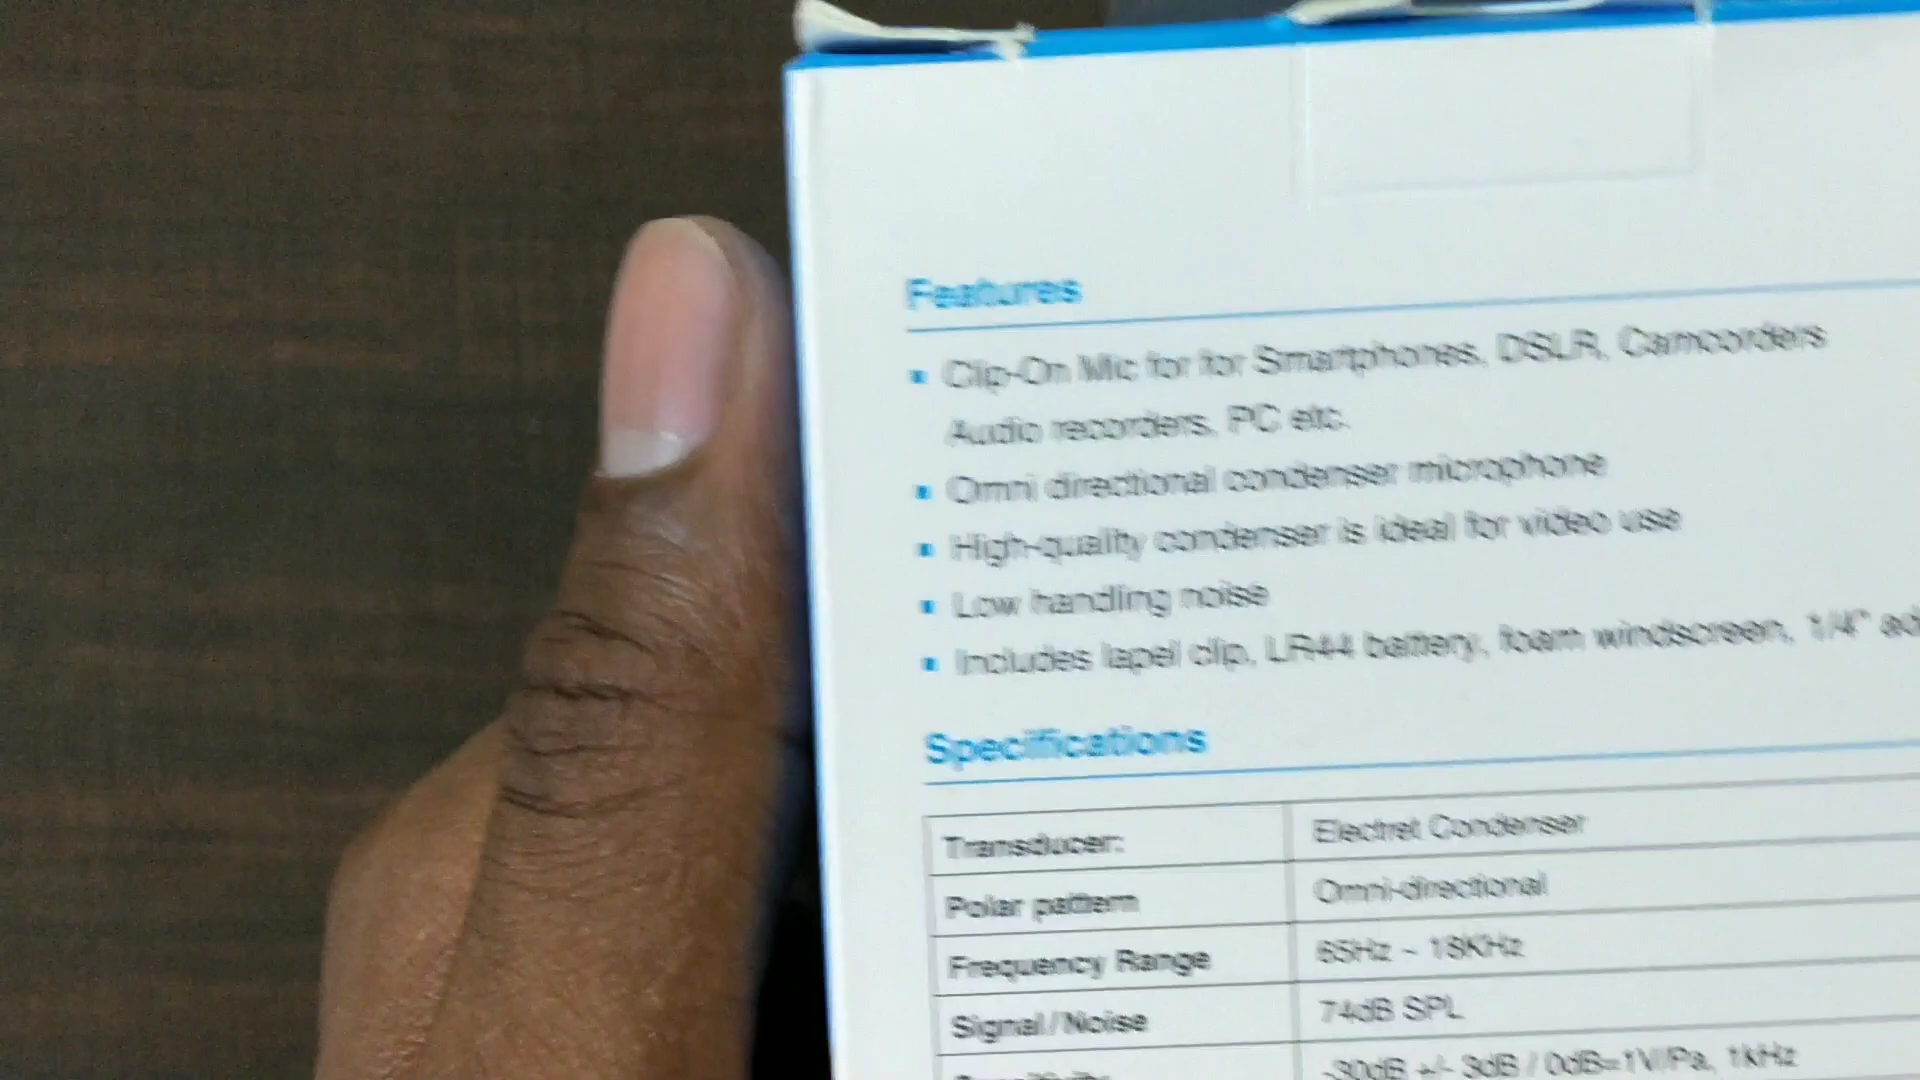 Features
Clip-On Mic for for Smartphones, DSLR, Camcorders
Audio recorders, PC etc.
Omni directional condenser microphone
High-quality condenser is ideal for video use
Low handling noise
Includes lapel clip, LR44 battery, foam windscreen, 1/4"
Specifications
Transducer: Electret Condenser
Polar pattern Omni-directional
Frequency Range 65Hz ~ 18KHz
Signal/Noise 74dB SPL
-30dB +/- 3dB / 0dB=1V/Pa, 1kHz